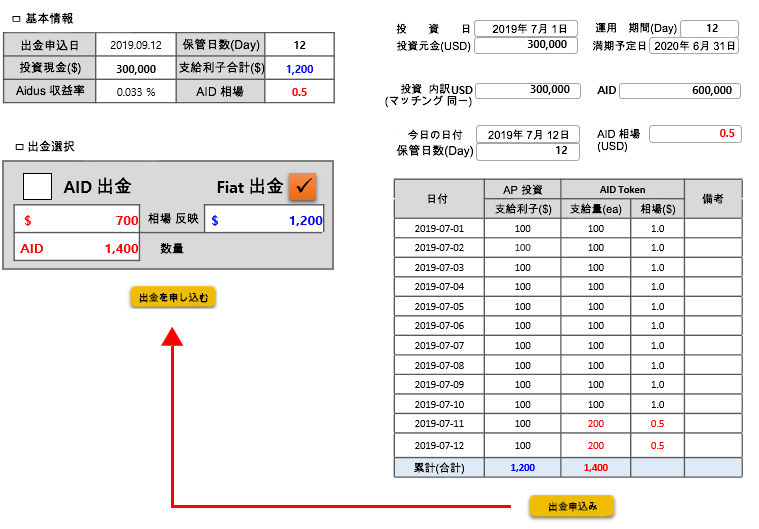 ㅁ 基本情報
出金申込日 2019.09.12 保管日数(Day) 12
投資現金($) 300,000 支給利子合計($) 1,200
Aidus 収益率 0.033 % AID 相場 0.5
ㅁ 出金選択
AID 出金 Fiat 出金 ✓
$ 700 相場 反映 $ 1,200
AID 1,400 数量
出金を申し込む
投 資 日 2019年 7月 1日 運用 期間(Day) 12
投資元金(USD) 300,000 満期予定日 2020年 6月 31日
投資 内訳USD 300,000 AID 600,000
(マッチング 同一)
今日の日付 2019年 7月 12日 AID 相場 0.5
保管日数(Day) 12 (USD)
日付 AP 投資 AID Token 備考
支給利子($) 支給量(ea) 相場($)
2019-07-01 100 100 1.0
2019-07-02 100 100 1.0
2019-07-03 100 100 1.0
2019-07-04 100 100 1.0
2019-07-05 100 100 1.0
2019-07-06 100 100 1.0
2019-07-07 100 100 1.0
2019-07-08 100 100 1.0
2019-07-09 100 100 1.0
2019-07-10 100 100 1.0
2019-07-11 100 200 0.5
2019-07-12 100 200 0.5
累計(合計) 1,200 1,400
出金申込み